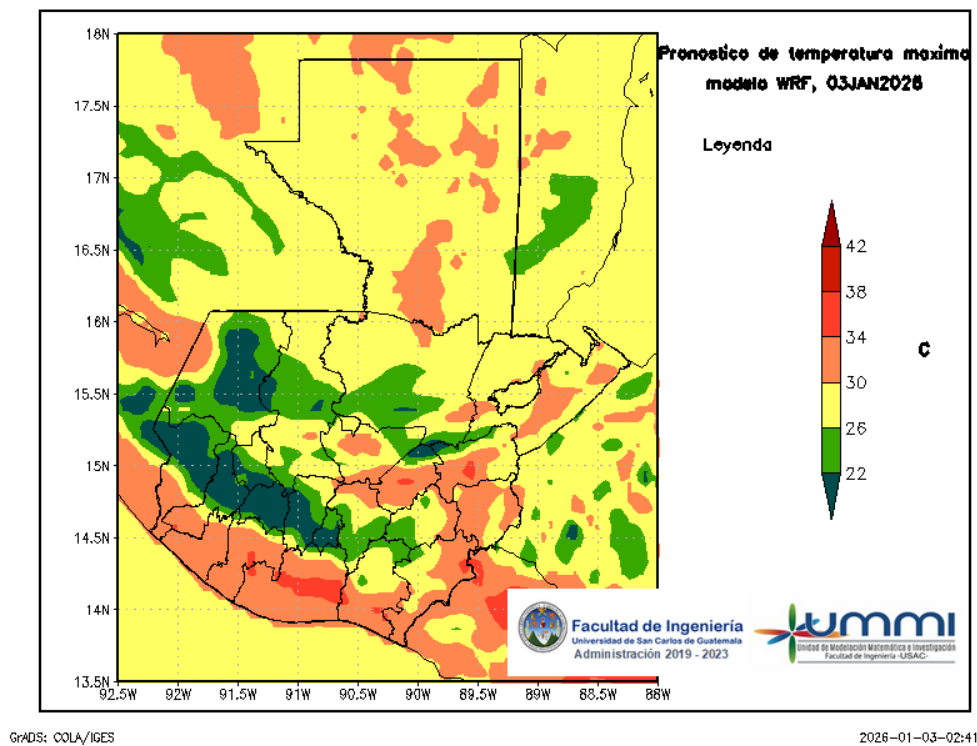 Pronostico de temperatura maxima
modelo WRF, 03JAN2026
Leyenda
42
38
34
30
26
22
C
18N
17.5N
17N
16.5N
16N
15.5N
15N
14.5N
14N
13.5N
92.5W 92W 91.5W 91W 90.5W 90W 89.5W 89W 88.5W 88W
Facultad de Ingeniería
Universidad de San Carlos de Guatemala
Administración 2019 - 2023
ummi
Unidad de Modelación Matemática e Investigación
Facultad de Ingeniería -USAC-
GrADS: COLA/IGES
2026-01-03-02:41